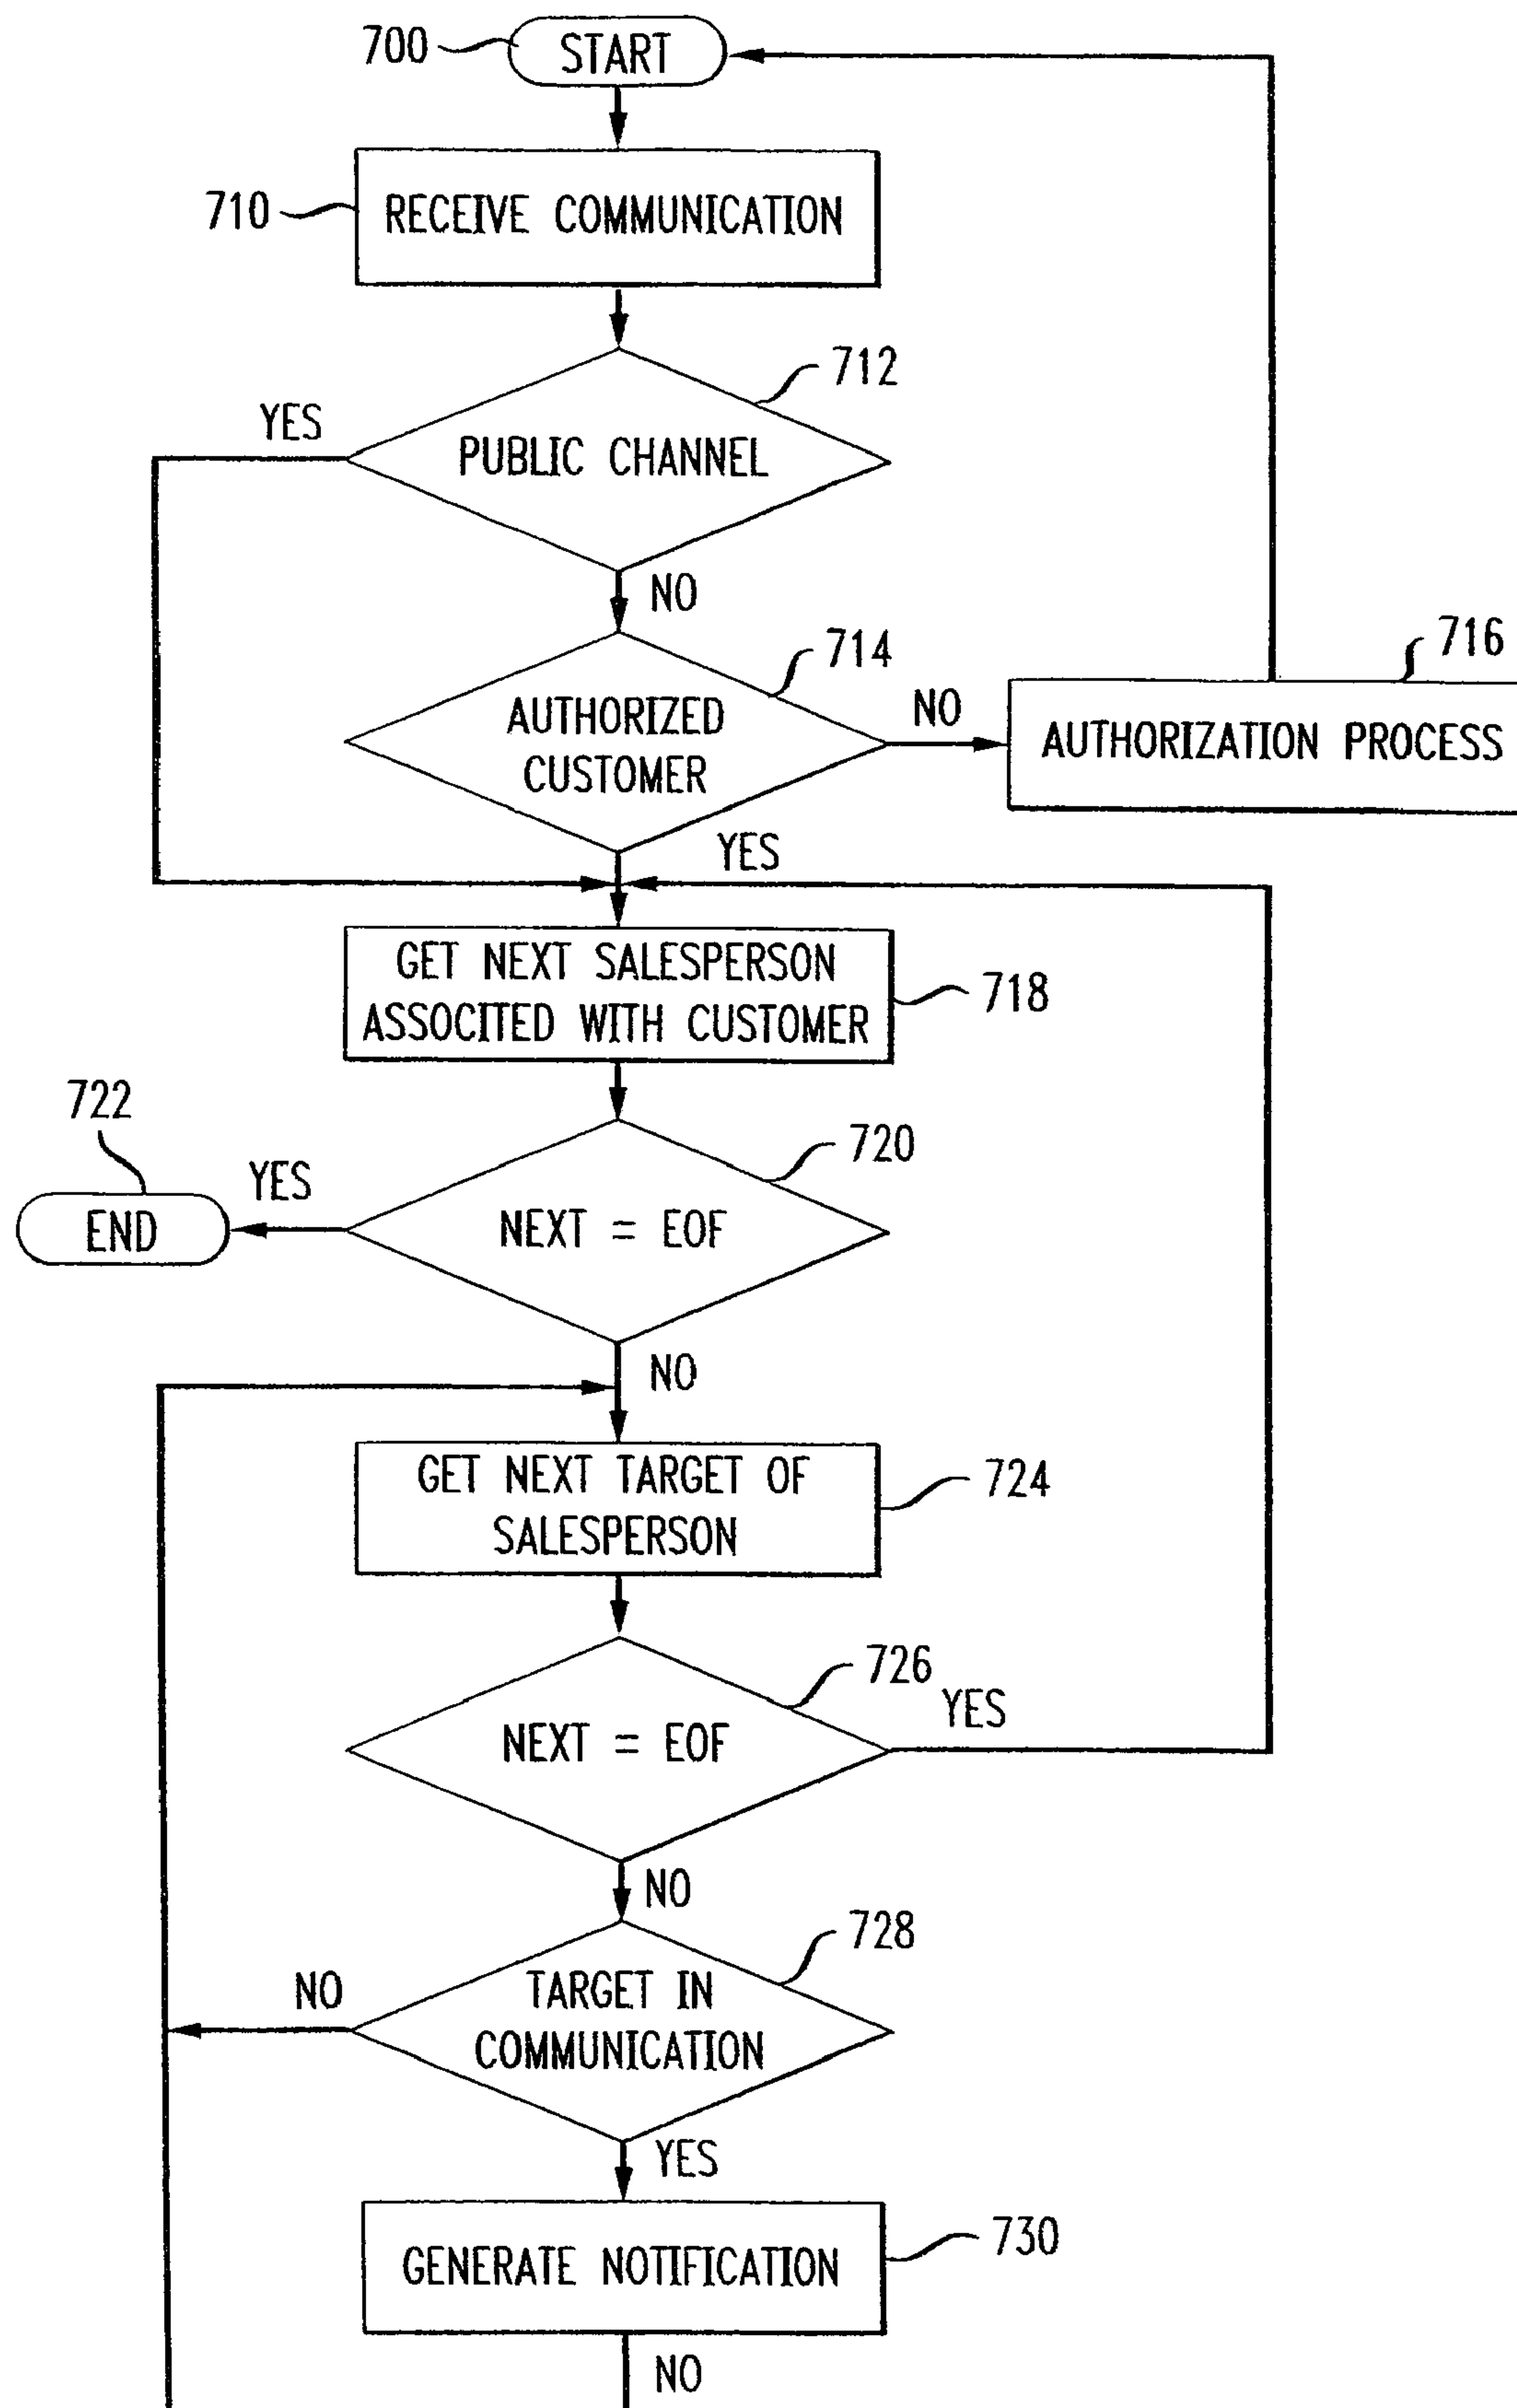 700
START
710
RECEIVE COMMUNICATION
712
YES
PUBLIC CHANNEL
NO
714
716
AUTHORIZED
CUSTOMER
NO
AUTHORIZATION PROCESS
YES
GET NEXT SALESPERSON
ASSOCITED WITH CUSTOMER
718
722
720
YES
END
NEXT = EOF
NO
GET NEXT TARGET OF
SALESPERSON
724
726
YES
NEXT = EOF
NO
728
NO
TARGET IN
COMMUNICATION
YES
730
GENERATE NOTIFICATION
NO